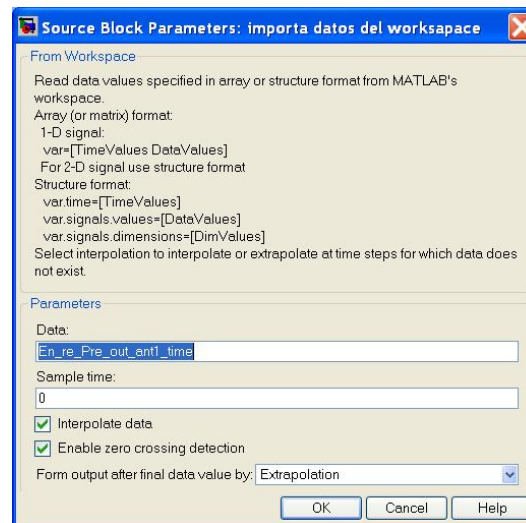 Source Block Parameters: importa datos del worksapace
From Workspace
Read data values specified in array or structure format from MATLAB's
workspace.
Array (or matrix) format:
1-D signal:
var=[TimeValues DataValues]
For 2-D signal use structure format
Structure format:
var.time=[TimeValues]
var.signals.values=[DataValues]
var.signals.dimensions=[DimValues]
Select interpolation to interpolate or extrapolate at time steps for which data does
not exist.
Parameters
Data:
En_re_Pre_out_ant1_time
Sample time:
0
Interpolate data
Enable zero crossing detection
Form output after final data value by: Extrapolation
OK Cancel Help